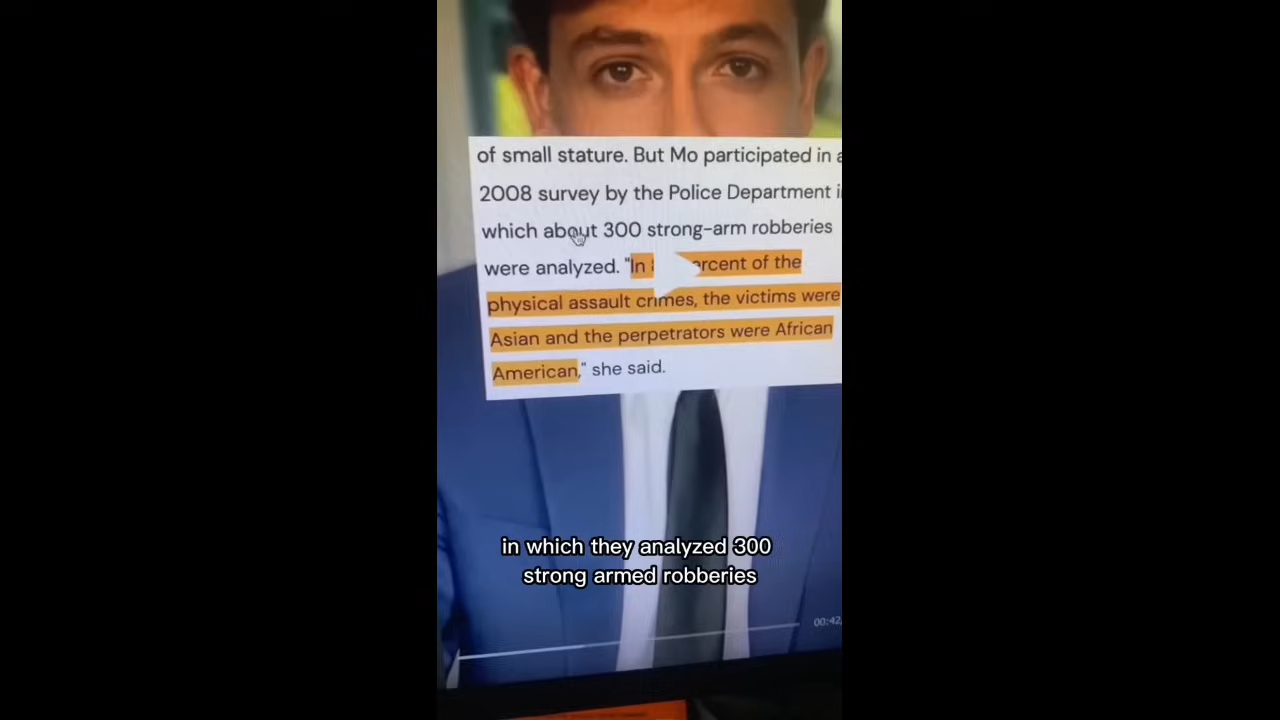 of small stature. But Mo participated in a
2008 survey by the Police Department i
which about 300 strong-arm robberies
were analyzed. "In ercent of the
physical assault crimes, the victims were
Asian and the perpetrators were African
American," she said.
in which they analyzed 300
strong armed robberies
00:42